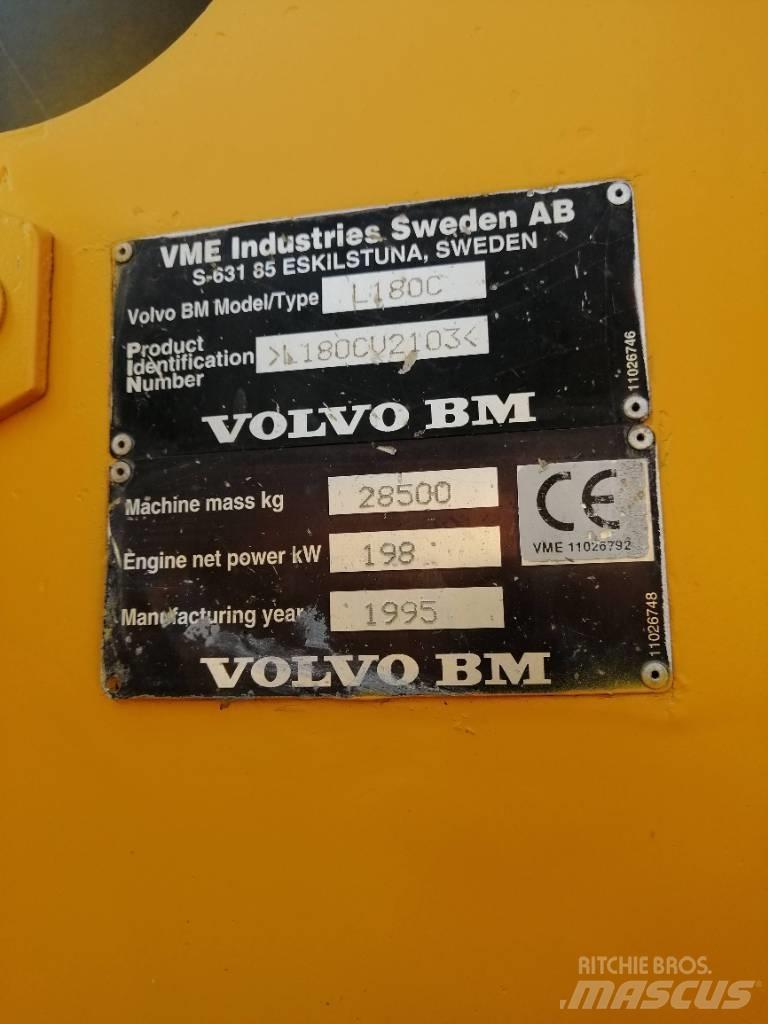 VME Industries Sweden AB
S-631 85 ESKILSTUNA, SWEDEN
Volvo BM Model/Type L180C
Product
Identification >L180CV2103<
Number
11026746
VOLVO BM
Machine mass kg 28500
CE
VME 11026792
Engine net power kW 198
Manufacturing year 1995
11026748
VOLVO BM
RITCHIE BROS.
MASCUS